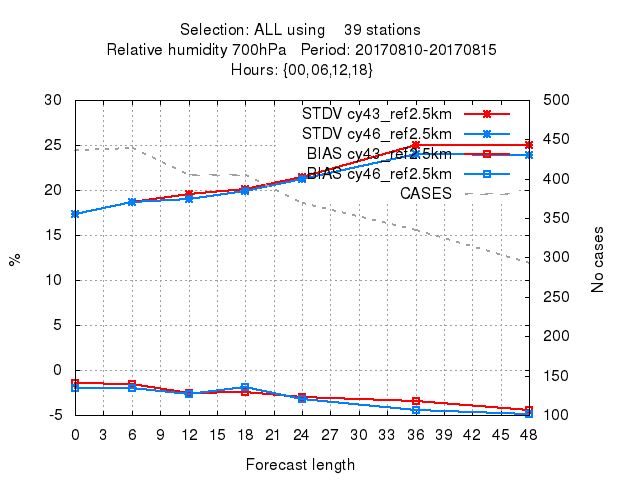 Selection: ALL using    39 stations
Relative humidity 700hPa   Period: 20170810-20170815
Hours: {00,06,12,18}
30 500
STDV cy43_ref2.5km
STDV cy46_ref2.5km
BIAS cy43_ref2.5km
BIAS cy46_ref2.5km
CASES
25 450
20 400
15 350
10 300
5 250
200
0 150
-5 100
%
No cases
0 3 6 9 12 15 18 21 24 27 30 33 36 39 42 45 48
Forecast length